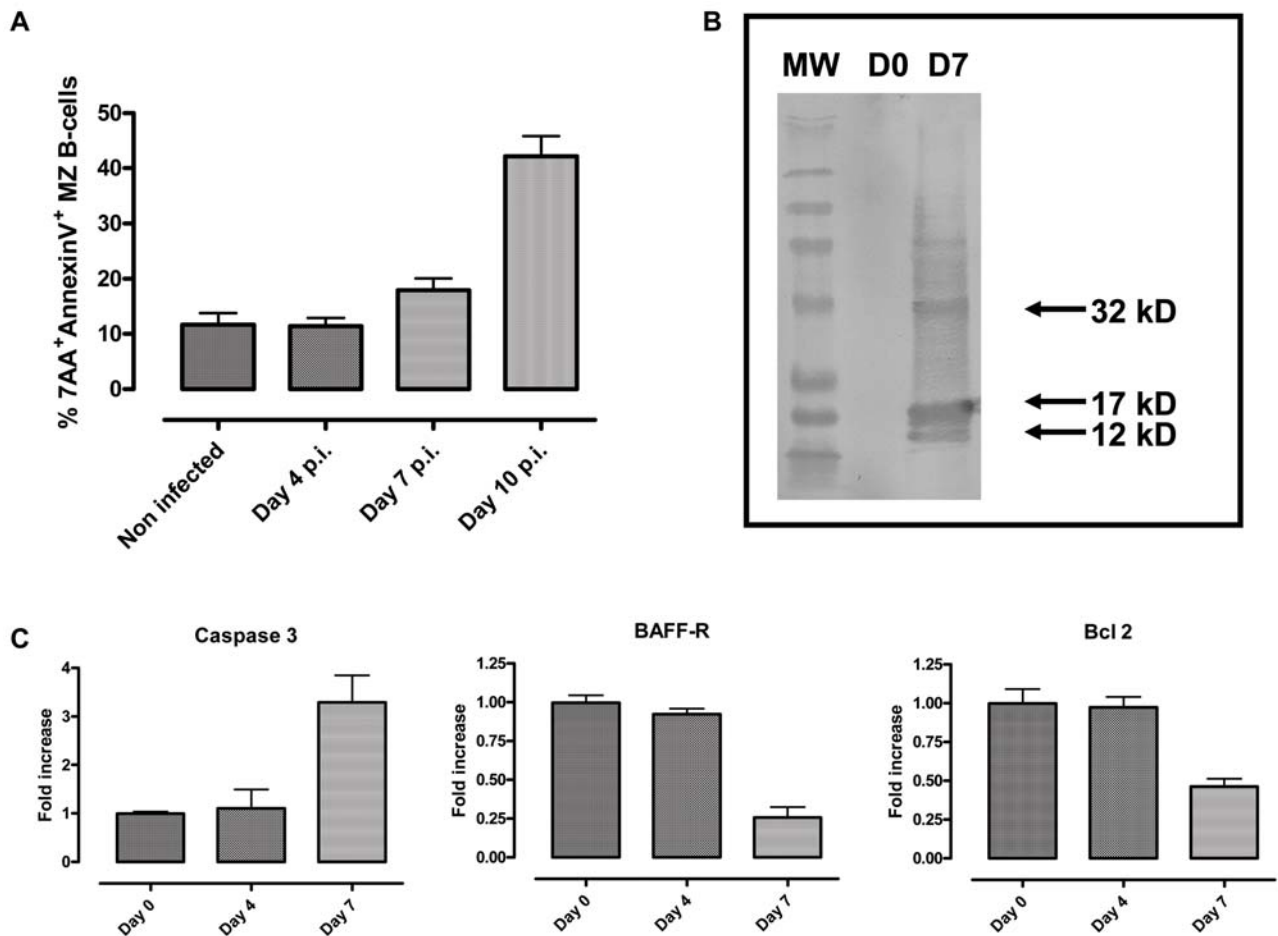 A
% 7AA⁺AnnexinV⁺ MZ B-cells
50
40
30
20
10
0
Non infected
Day 4 p.i.
Day 7 p.i.
Day 10 p.i.
B
MW D0 D7
32 kD
17 kD
12 kD
C
Caspase 3
Fold increase
4
3
2
1
0
Day 0
Day 4
Day 7
BAFF-R
Fold increase
1.25
1.00
0.75
0.50
0.25
0.00
Day 0
Day 4
Day 7
Bcl 2
Fold increase
1.25
1.00
0.75
0.50
0.25
0.00
Day 0
Day 4
Day 7